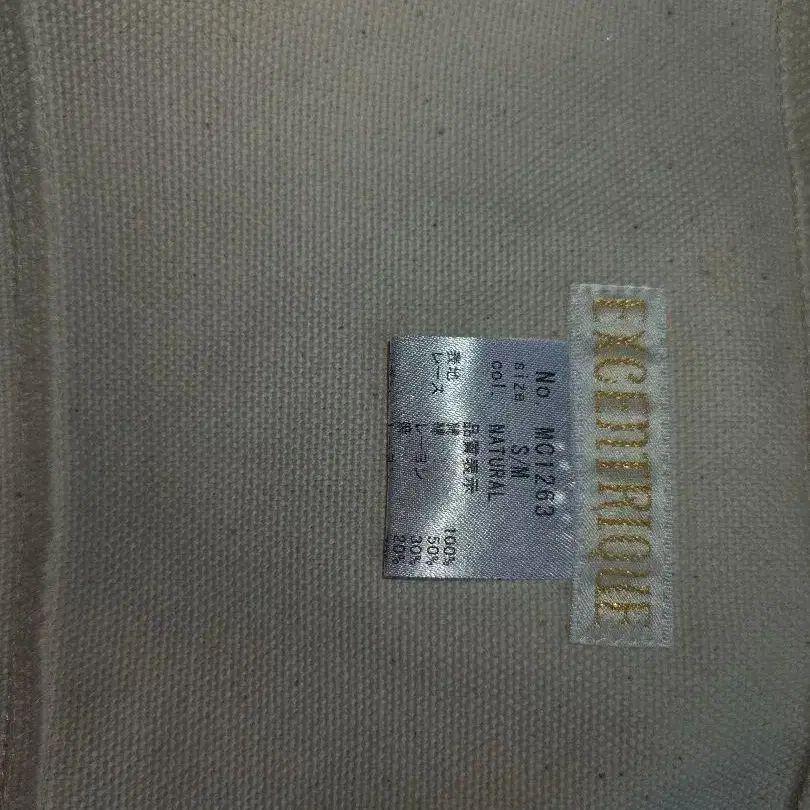 EXCENTRIQUE
No. MC1263
size S/M
col. NATURAL
品質表示
表地 綿 100%
レース 綿 50%
レーヨン 30%
20%